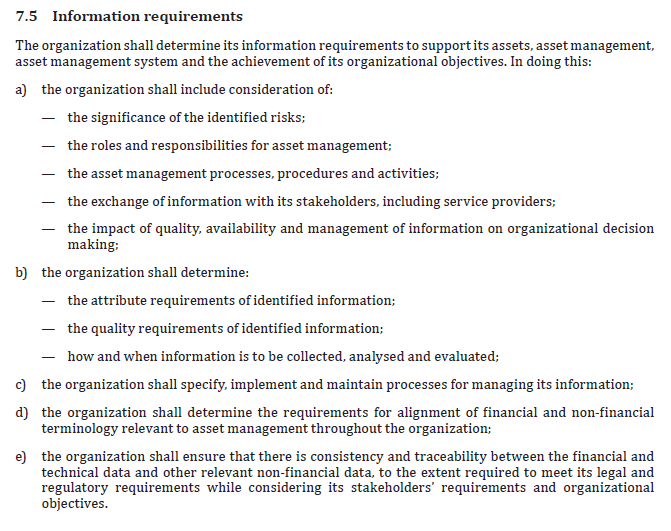 7.5 Information requirements
The organization shall determine its information requirements to support its assets, asset management,
asset management system and the achievement of its organizational objectives. In doing this:
a) the organization shall include consideration of:
— the significance of the identified risks;
— the roles and responsibilities for asset management;
— the asset management processes, procedures and activities;
— the exchange of information with its stakeholders, including service providers;
— the impact of quality, availability and management of information on organizational decision
making;
b) the organization shall determine:
— the attribute requirements of identified information;
— the quality requirements of identified information;
— how and when information is to be collected, analysed and evaluated;
c) the organization shall specify, implement and maintain processes for managing its information;
d) the organization shall determine the requirements for alignment of financial and non-financial
terminology relevant to asset management throughout the organization;
e) the organization shall ensure that there is consistency and traceability between the financial and
technical data and other relevant non-financial data, to the extent required to meet its legal and
regulatory requirements while considering its stakeholders’ requirements and organizational
objectives.